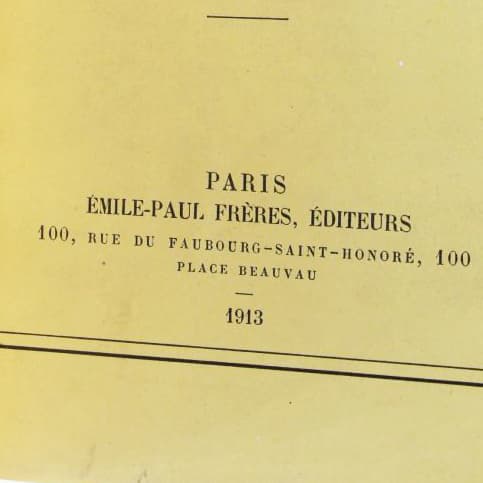 PARIS
ÉMILE-PAUL FRÈRES, ÉDITEURS
100, RUE DU FAUBOURG-SAINT-HONORÉ, 100
PLACE BEAUVAU
1913